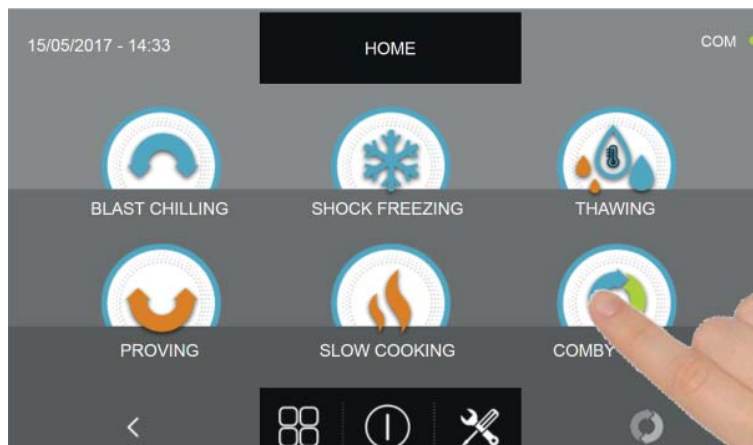 15/05/2017 - 14:33
HOME
COM
BLAST CHILLING
SHOCK FREEZING
THAWING
PROVING
SLOW COOKING
COMBY